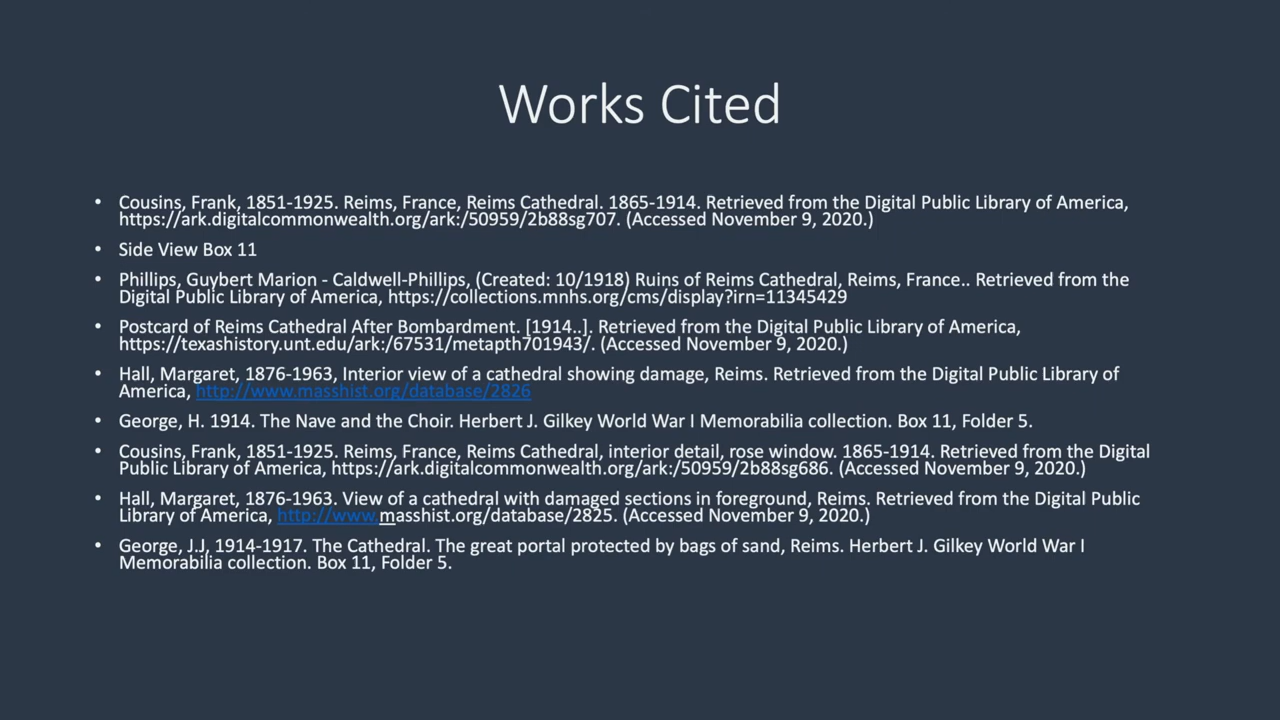 Works Cited
• Cousins, Frank, 1851-1925. Reims, France, Reims Cathedral. 1865-1914. Retrieved from the Digital Public Library of America,
https://ark.digitalcommonwealth.org/ark:/50959/2b88sg707. (Accessed November 9, 2020.)
• Side View Box 11
• Phillips, Guybert Marion - Caldwell-Phillips, (Created: 10/1918) Ruins of Reims Cathedral, Reims, France.. Retrieved from the
Digital Public Library of America, https://collections.mnhs.org/cms/display?irn=11345429
• Postcard of Reims Cathedral After Bombardment. [1914..]. Retrieved from the Digital Public Library of America,
https://texashistory.unt.edu/ark:/67531/metapth701943/. (Accessed November 9, 2020.)
• Hall, Margaret, 1876-1963, Interior view of a cathedral showing damage, Reims. Retrieved from the Digital Public Library of
America, http://www.masshist.org/database/2826
• George, H. 1914. The Nave and the Choir. Herbert J. Gilkey World War I Memorabilia collection. Box 11, Folder 5.
• Cousins, Frank, 1851-1925. Reims, France, Reims Cathedral, interior detail, rose window. 1865-1914. Retrieved from the Digital
Public Library of America, https://ark.digitalcommonwealth.org/ark:/50959/2b88sg686. (Accessed November 9, 2020.)
• Hall, Margaret, 1876-1963. View of a cathedral with damaged sections in foreground, Reims. Retrieved from the Digital Public
Library of America, http://www.masshist.org/database/2825. (Accessed November 9, 2020.)
• George, J.J, 1914-1917. The Cathedral. The great portal protected by bags of sand, Reims. Herbert J. Gilkey World War I
Memorabilia collection. Box 11, Folder 5.